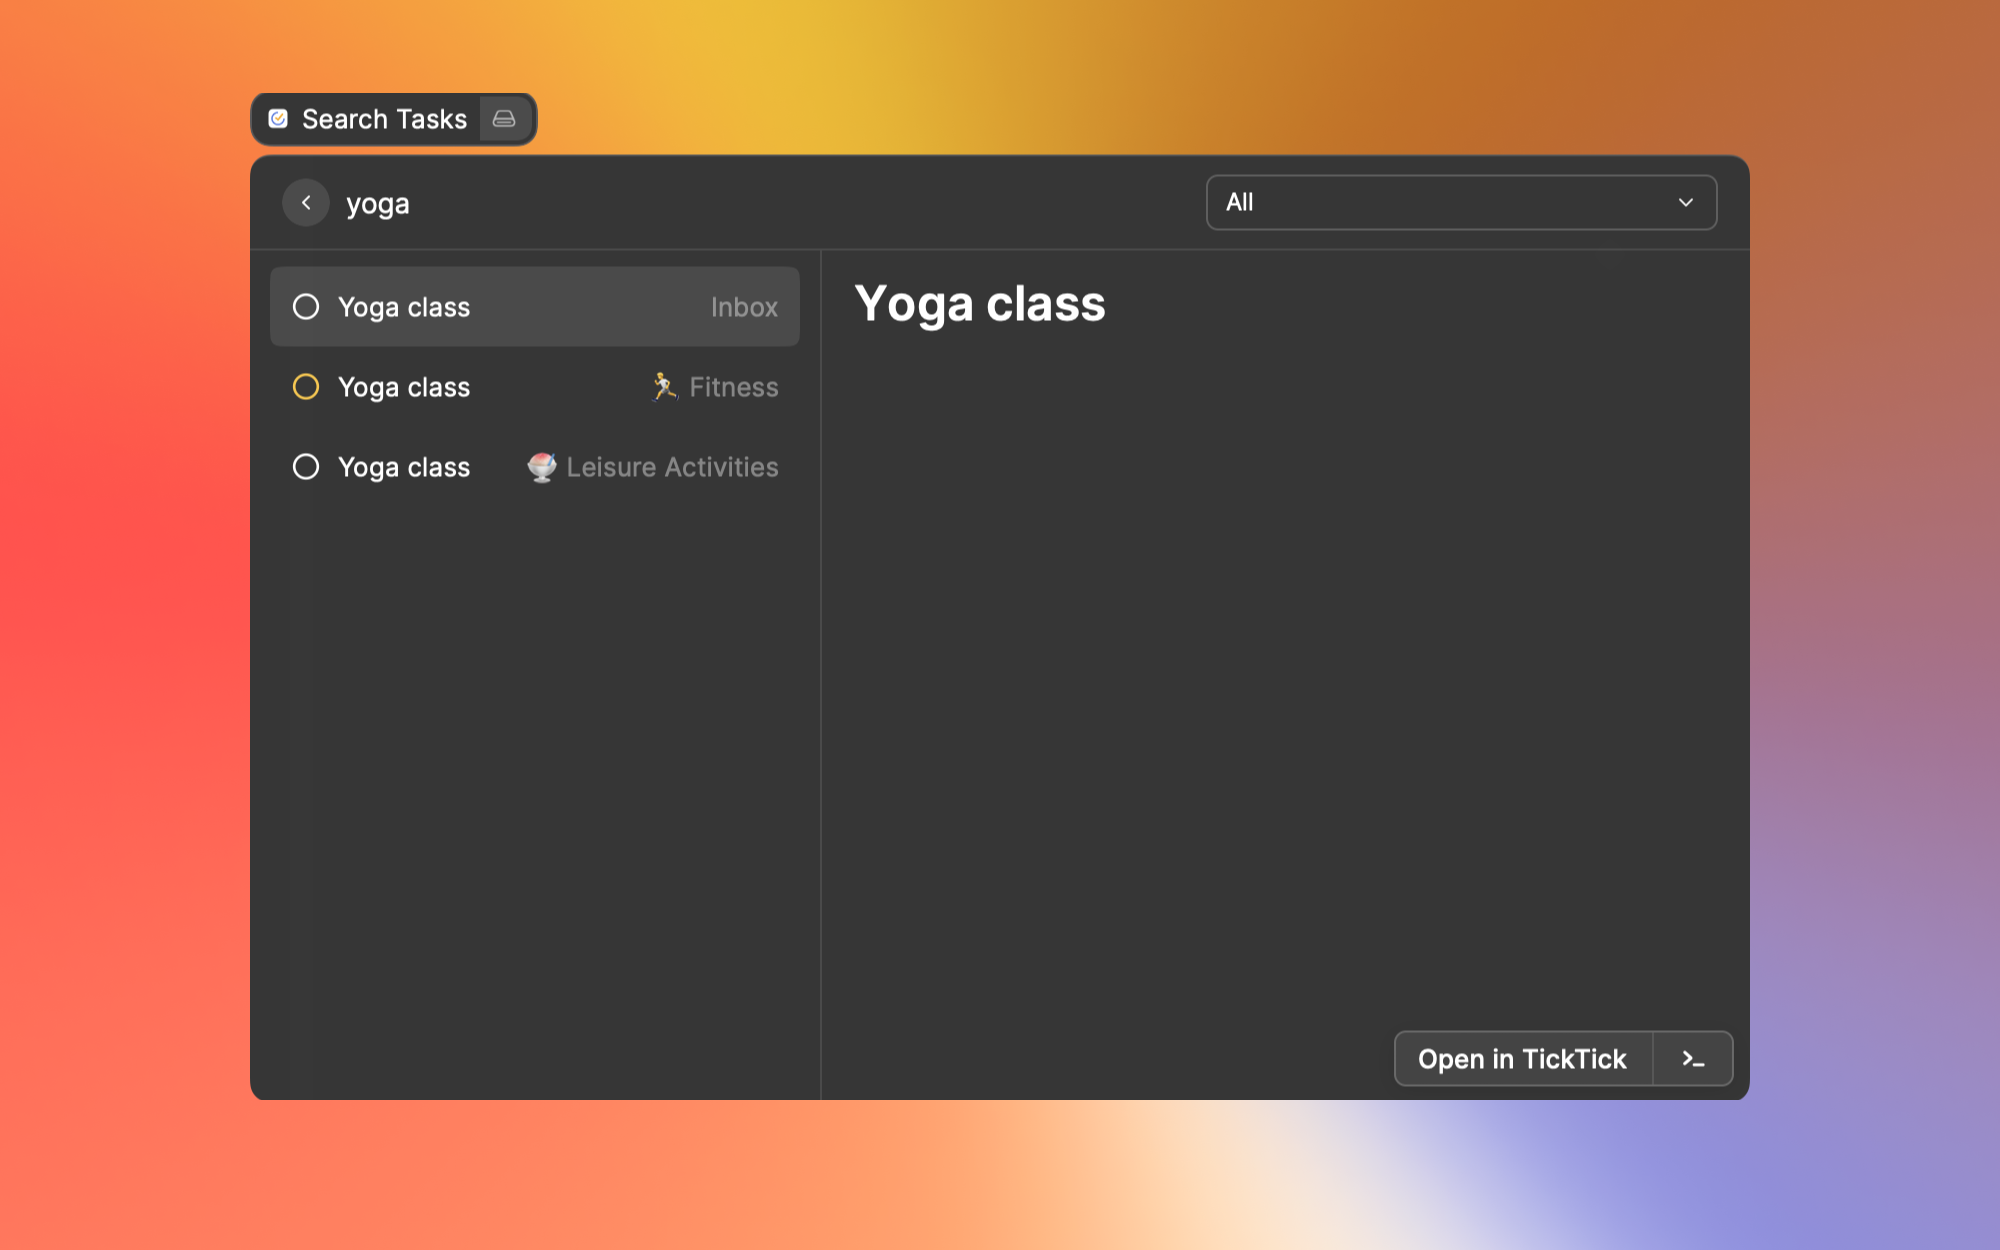 Search Tasks
yoga
All
Yoga class Inbox
Yoga class 🏃 Fitness
Yoga class 🍧 Leisure Activities
Yoga class
Open in TickTick >_